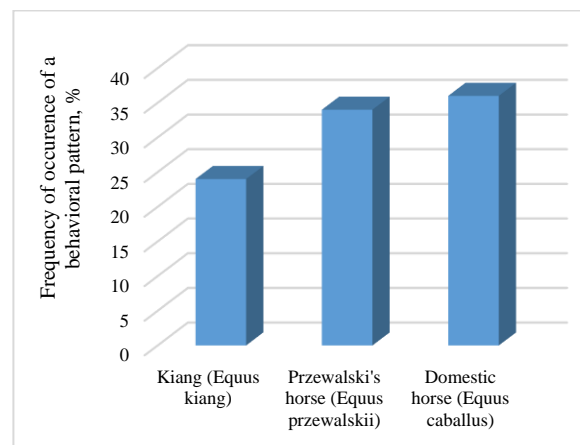 Frequency of occurence of a
behavioral pattern, %
40
35
30
25
20
15
10
5
0
Kiang (Equus
kiang)
Przewalski's
horse (Equus
przewalskii)
Domestic
horse (Equus
caballus)